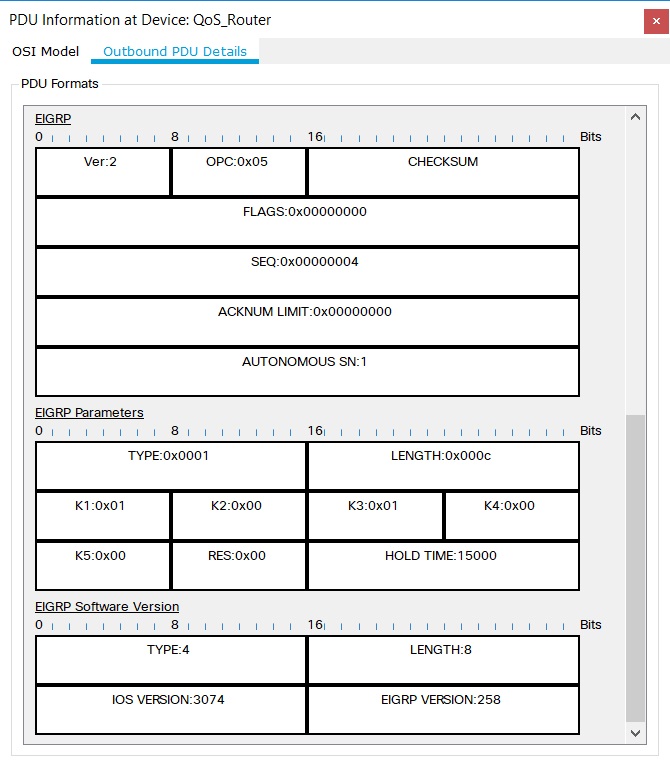 PDU Information at Device: QoS_Router
OSI Model Outbound PDU Details
PDU Formats
EIGRP
0 8 16 Bits
Ver:2 OPC:0x05 CHECKSUM
FLAGS:0x00000000
SEQ:0x00000004
ACKNUM LIMIT:0x00000000
AUTONOMOUS SN:1
EIGRP Parameters
0 8 16 Bits
TYPE:0x0001 LENGTH:0x000c
K1:0x01 K2:0x00 K3:0x01 K4:0x00
K5:0x00 RES:0x00 HOLD TIME:15000
EIGRP Software Version
0 8 16 Bits
TYPE:4 LENGTH:8
IOS VERSION:3074 EIGRP VERSION:258